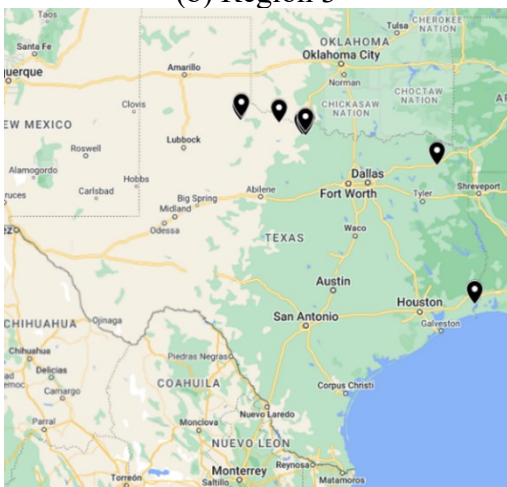 Taos
Tulsa
CHEROKEE
NATION
Santa Fe
OKLAHOMA
Oklahoma City
Amarillo
querque
Norman
CHOCTAW
NATION
CHICKASAW
NATION
Clovis
EW MEXICO
Roswell
Lubbock
Alamogordo
Hobbs
Dallas
Fort Worth
ruces
Carlsbad
Abilene
Tyler
Shreveport
Big Spring
Midland
Odessa
Waco
TEXAS
Austin
Houston
CHIHUAHUA
Ojinaga
San Antonio
Galveston
Chihuahua
Piedras Negras
Delicias
COAHUILA
Corpus Christi
Camargo
Nuevo Laredo
Parral
Monclova
NUEVO LEON
Monterrey
Reynosa
Torreón
Saltillo
Matamoros